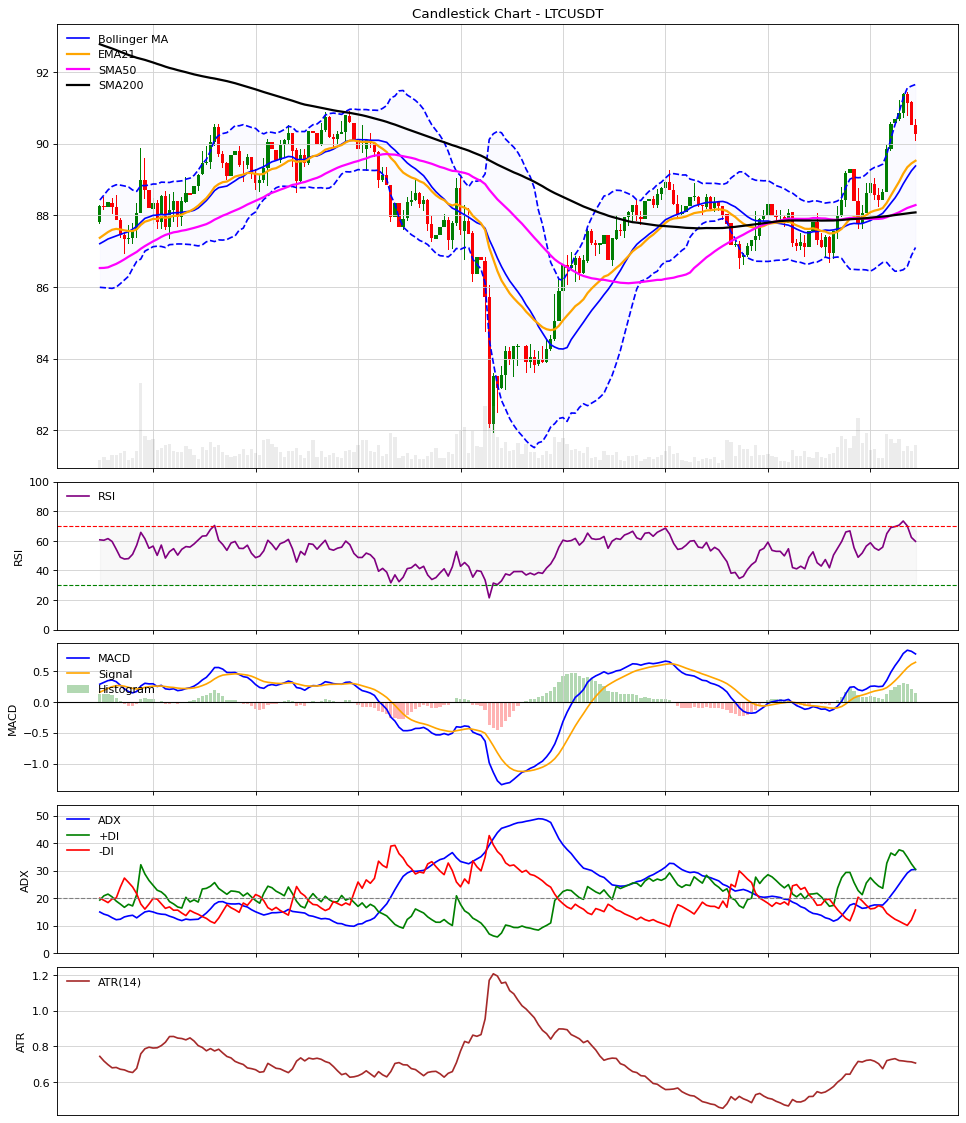 Candlestick Chart - LTCUSDT
Bollinger MA
EMA21
SMA50
SMA200
92
90
88
86
84
82
RSI
RSI
100
80
60
40
20
0
MACD
Signal
Histogram
MACD
0.5
0.0
−0.5
−1.0
ADX
+DI
-DI
ADX
50
40
30
20
10
0
ATR(14)
ATR
1.2
1.0
0.8
0.6